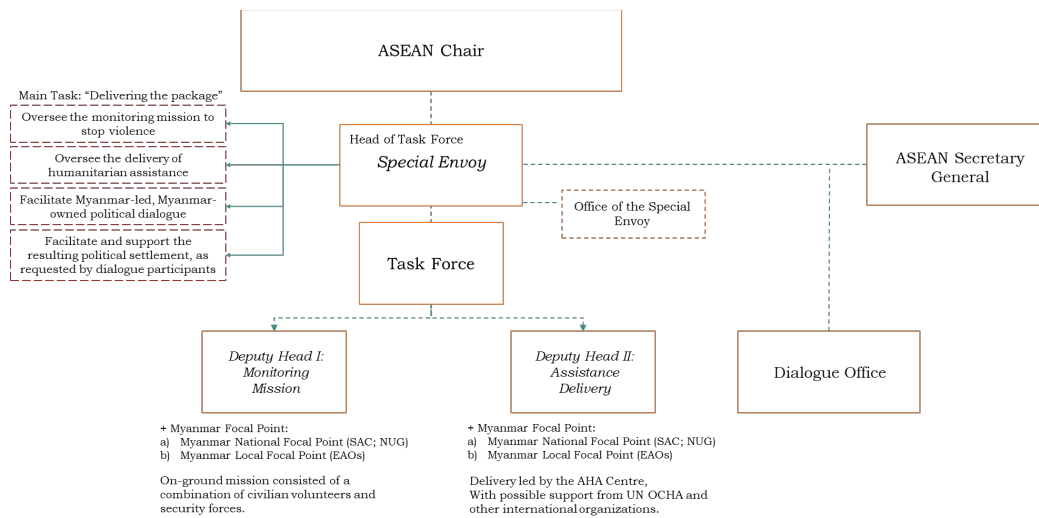 ASEAN Chair
Main Task: “Delivering the package”
Oversee the monitoring mission to
stop violence
Oversee the delivery of
humanitarian assistance
Facilitate Myanmar-led, Myanmar-
owned political dialogue
Facilitate and support the
resulting political settlement, as
requested by dialogue participants
Head of Task Force
Special Envoy
ASEAN Secretary
General
Office of the Special
Envoy
Task Force
Deputy Head I:
Monitoring
Mission
Deputy Head II:
Assistance
Delivery
Dialogue Office
+ Myanmar Focal Point:
a) Myanmar National Focal Point (SAC; NUG)
b) Myanmar Local Focal Point (EAOs)
On-ground mission consisted of a
combination of civilian volunteers and
security forces.
+ Myanmar Focal Point:
a) Myanmar National Focal Point (SAC; NUG)
b) Myanmar Local Focal Point (EAOs)
Delivery led by the AHA Centre,
With possible support from UN OCHA and
other international organizations.